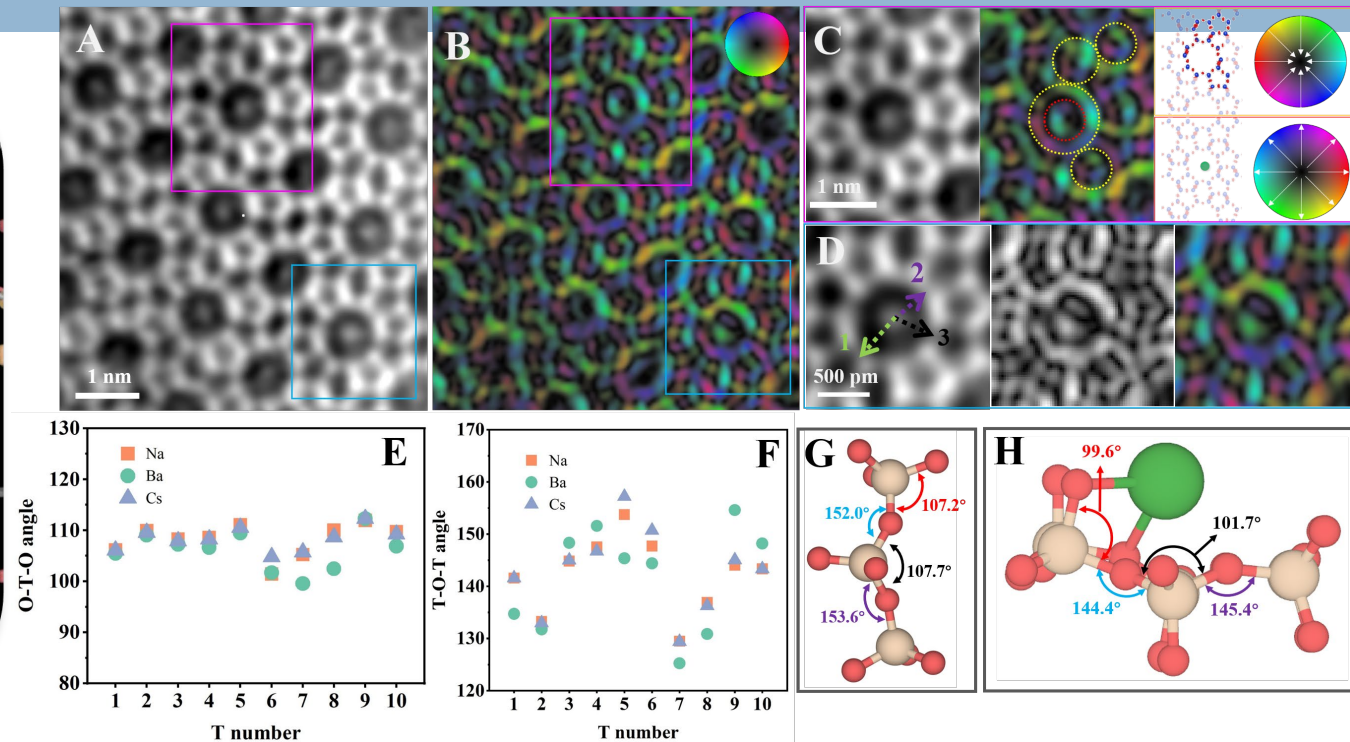 A
1 nm
B
C
1 nm
D
1
2
3
500 pm
E
Na
Ba
Cs
O-T-O angle
130
120
110
100
90
80
1 2 3 4 5 6 7 8 9 10
T number
F
Na
Ba
Cs
T-O-T angle
170
160
150
140
130
120
1 2 3 4 5 6 7 8 9 10
T number
G
107.2°
152.0°
107.7°
153.6°
H
99.6°
101.7°
144.4°
145.4°